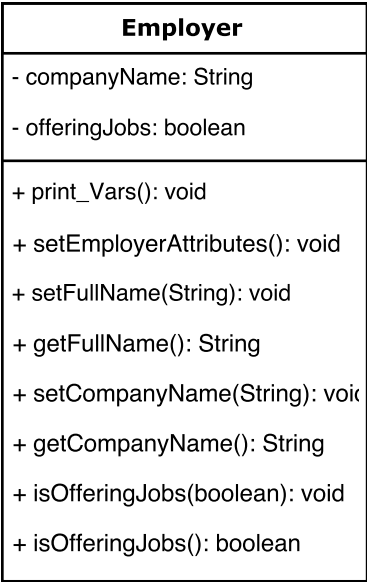 Employer
- companyName: String
- offeringJobs: boolean
+ print_Vars(): void
+ setEmployerAttributes(): void
+ setFullName(String): void
+ getFullName(): String
+ setCompanyName(String): void
+ getCompanyName(): String
+ isOfferingJobs(boolean): void
+ isOfferingJobs(): boolean